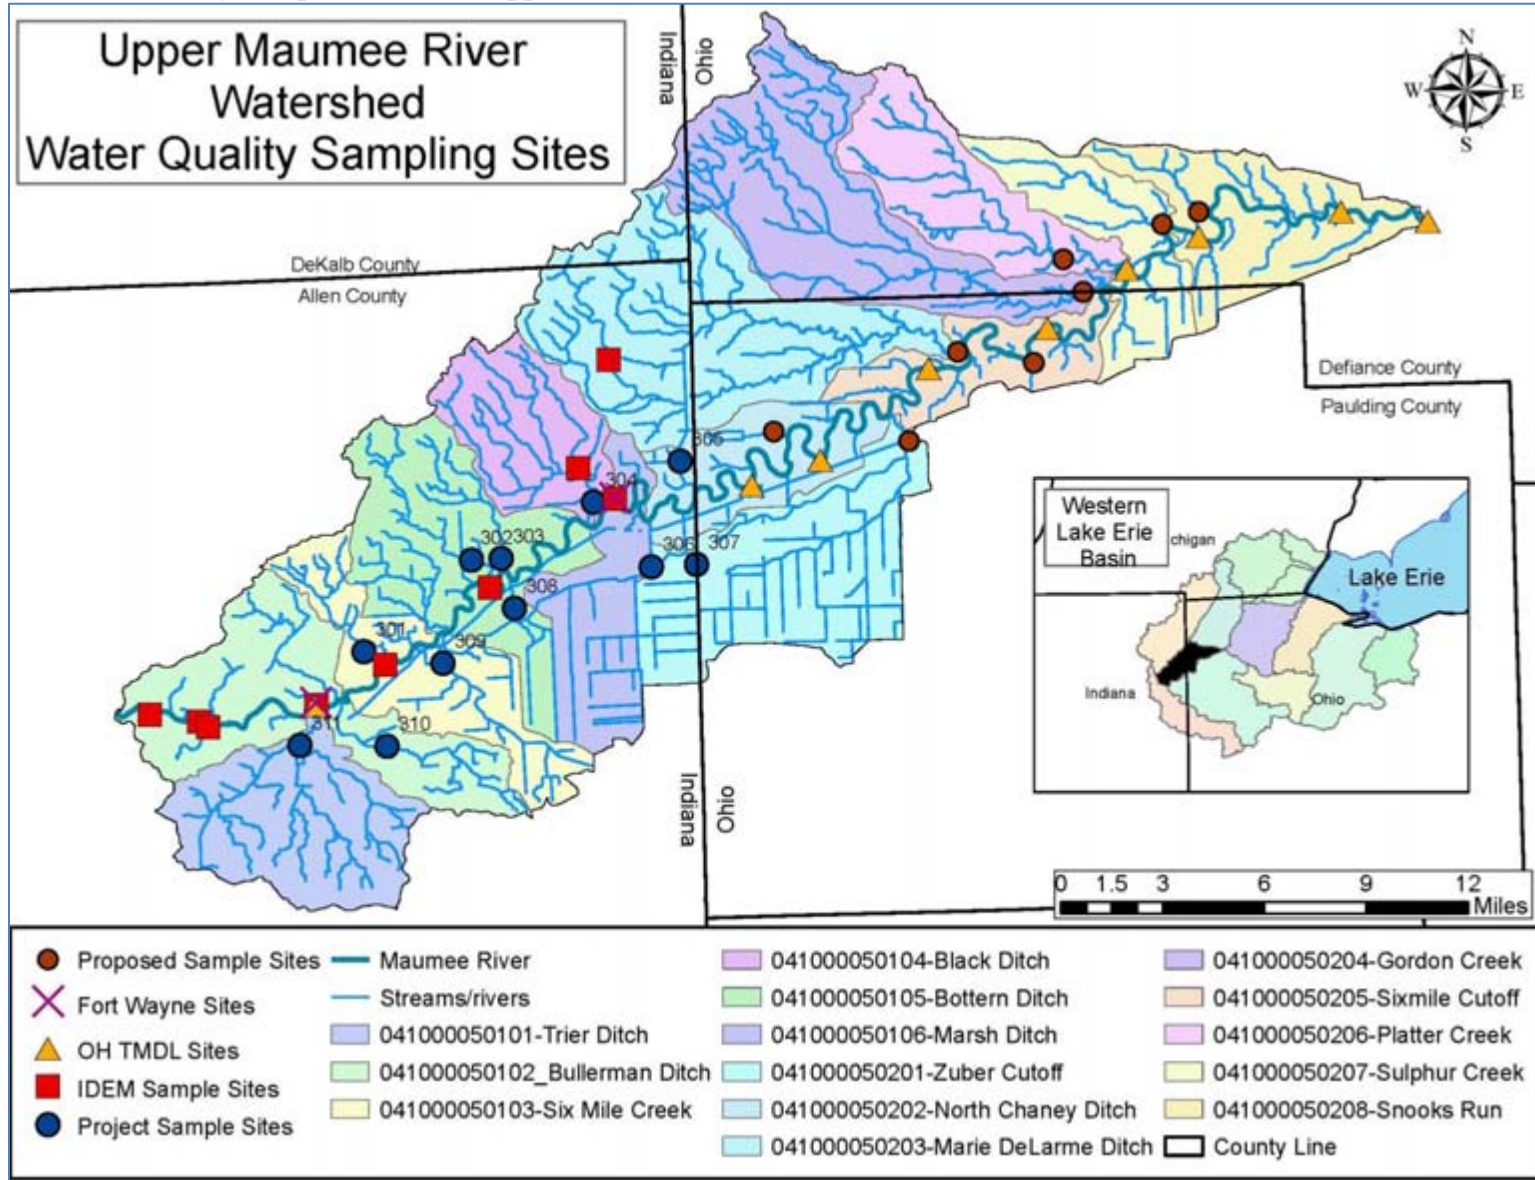 Upper Maumee River
Watershed
Water Quality Sampling Sites
Indiana
Ohio
N
W
E
S
DeKalb County
Allen County
Defiance County
Paulding County
305
304
302
303
306
307
308
301
309
311
310
Indiana
Ohio
Western
Lake Erie
Basin
chigan
Lake Erie
Indiana
Ohio
0 1.5 3 6 9 12
Miles
Proposed Sample Sites
Fort Wayne Sites
OH TMDL Sites
IDEM Sample Sites
Project Sample Sites
Maumee River
Streams/rivers
041000050101-Trier Ditch
041000050102_Bullerman Ditch
041000050103-Six Mile Creek
041000050104-Black Ditch
041000050105-Bottern Ditch
041000050106-Marsh Ditch
041000050201-Zuber Cutoff
041000050202-North Chaney Ditch
041000050203-Marie DeLarme Ditch
041000050204-Gordon Creek
041000050205-Sixmile Cutoff
041000050206-Platter Creek
041000050207-Sulphur Creek
041000050208-Snooks Run
County Line